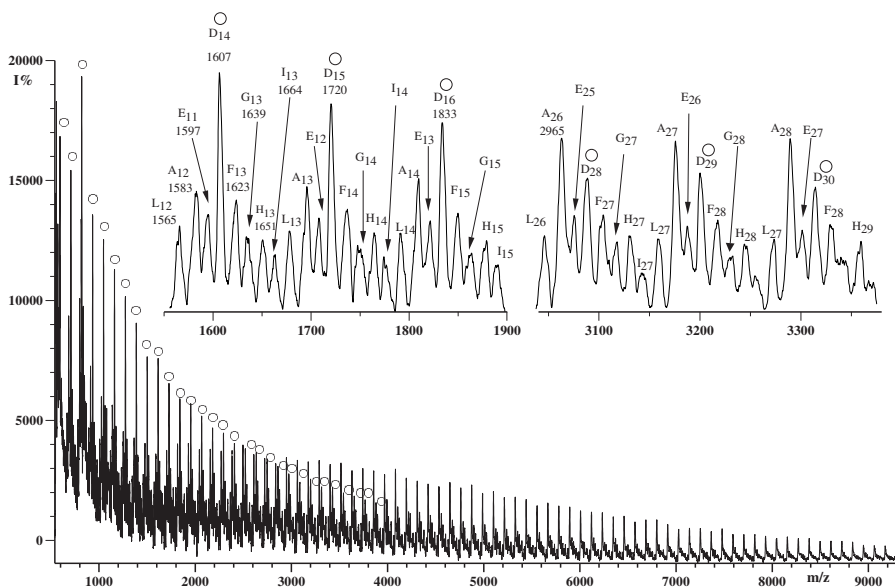 20000
I%
15000
10000
5000
0
1000
2000
3000
4000
5000
6000
7000
8000
9000
m/z
L12
1565
A12
1583
E11
1597
D14
1607
F13
1623
G13
1639
H13
1651
I13
1664
L13
A13
E12
D15
1720
F14
G14
H14
I14
L14
A14
E13
D16
1833
F15
G15
H15
I15
1600
1700
1800
1900
L26
A26
2965
E25
D28
F27
G27
H27
I27
L27
A27
E26
D29
F28
G28
H28
L27
A28
E27
D30
F28
H29
3100
3200
3300